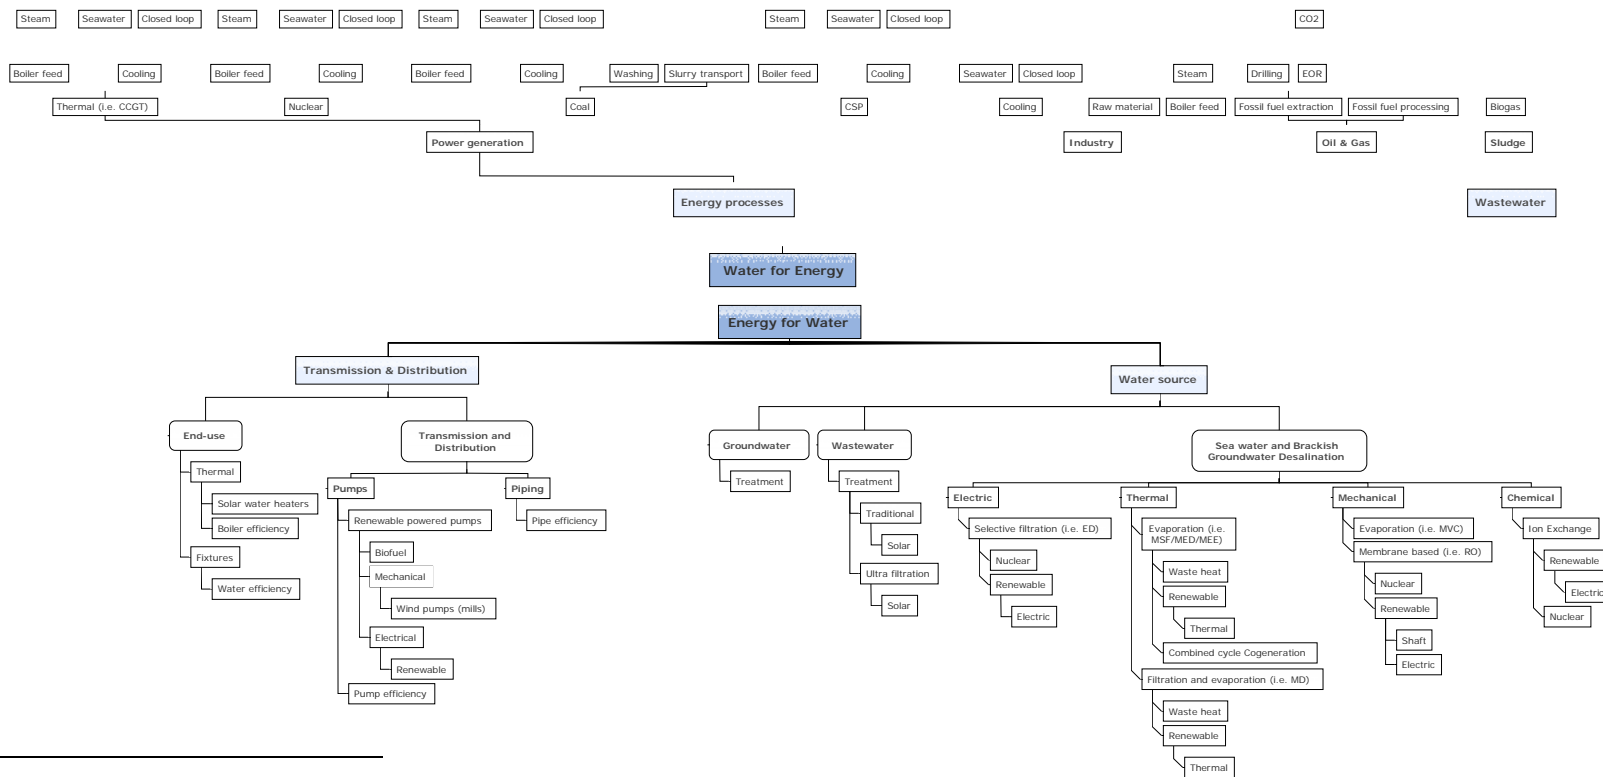 Steam
Seawater
Closed loop
Steam
Seawater
Closed loop
Steam
Seawater
Closed loop
Steam
Seawater
Closed loop
CO2
Boiler feed
Cooling
Boiler feed
Cooling
Boiler feed
Cooling
Washing
Slurry transport
Boiler feed
Cooling
Seawater
Closed loop
Steam
Drilling
EOR
Thermal (i.e. CCGT)
Nuclear
Coal
CSP
Cooling
Raw material
Boiler feed
Fossil fuel extraction
Fossil fuel processing
Biogas
Power generation
Industry
Oil & Gas
Sludge
Energy processes
Wastewater
Water for Energy
Energy for Water
Transmission & Distribution
Water source
End-use
Thermal
Solar water heaters
Boiler efficiency
Fixtures
Water efficiency
Transmission and
Distribution
Pumps
Renewable powered pumps
Biofuel
Mechanical
Wind pumps (mills)
Electrical
Renewable
Pump efficiency
Piping
Pipe efficiency
Groundwater
Treatment
Wastewater
Treatment
Traditional
Solar
Ultra filtration
Solar
Sea water and Brackish
Groundwater Desalination
Electric
Selective filtration (i.e. ED)
Nuclear
Renewable
Electric
Thermal
Evaporation (i.e.
MSF/MED/MEE)
Waste heat
Renewable
Thermal
Combined cycle Cogeneration
Filtration and evaporation (i.e. MD)
Waste heat
Renewable
Thermal
Mechanical
Evaporation (i.e. MVC)
Membrane based (i.e. RO)
Nuclear
Renewable
Shaft
Electric
Chemical
Ion Exchange
Renewable
Electric
Nuclear